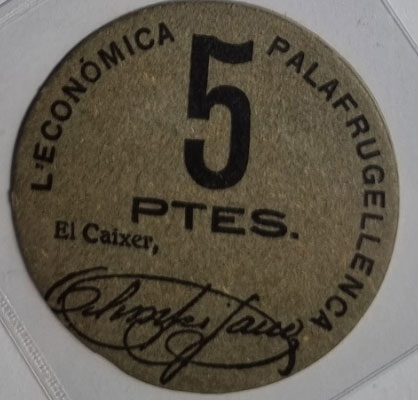 L'ECONÓMICA PALAFRUGELLENCA
5
PTES.
El Caixer,